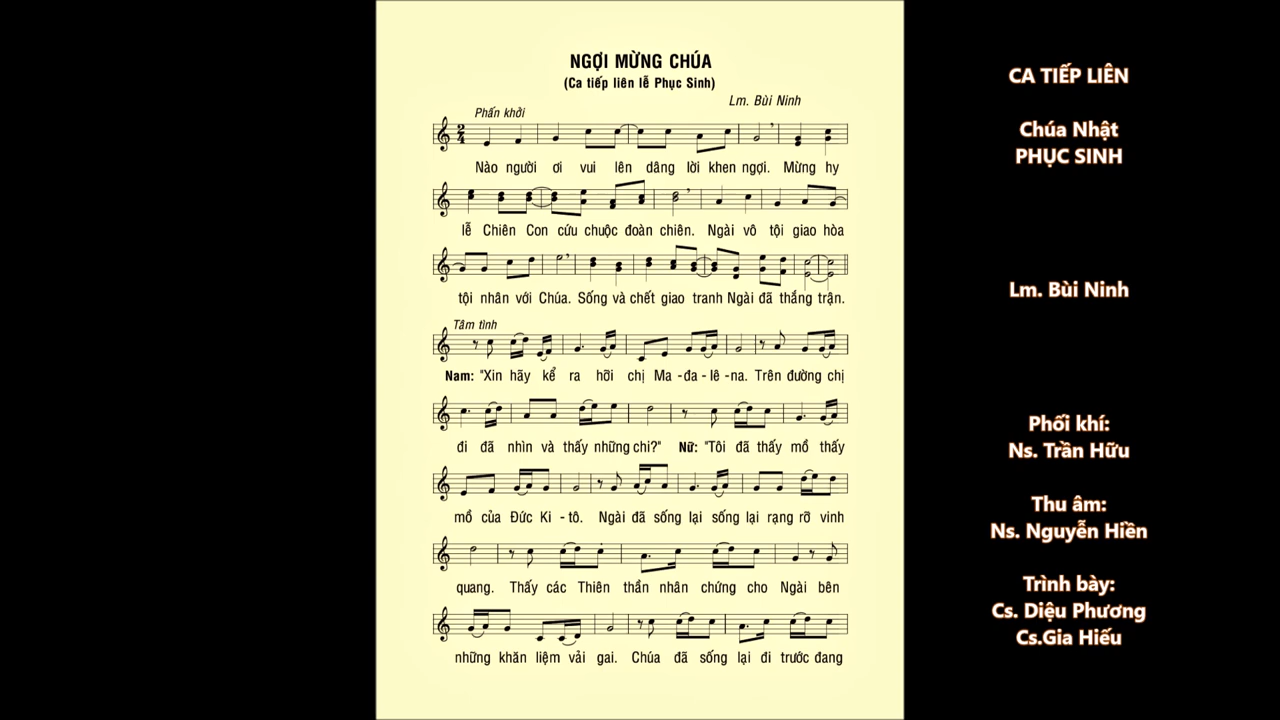 NGỢI MỪNG CHÚA
(Ca tiếp liên lễ Phục Sinh)
Lm. Bùi Ninh
Phấn khởi
2
4
Nào người ơi vui lên dâng lời khen ngợi. Mừng hy
lễ Chiên Con cứu chuộc đoàn chiên. Ngài vô tội giao hòa
tội nhân với Chúa. Sống và chết giao tranh Ngài đã thắng trận.
Tâm tình
Nam: "Xin hãy kể ra hỡi chị Ma-đa-lê-na. Trên đường chị
đi đã nhìn và thấy những chi?" Nữ: "Tôi đã thấy mồ thấy
mồ của Đức Ki-tô. Ngài đã sống lại sống lại rạng rỡ vinh
quang. Thấy các Thiên thần nhân chứng cho Ngài bên
những khăn liệm vải gai. Chúa đã sống lại đi trước đang
CA TIẾP LIÊN
Chúa Nhật
PHỤC SINH
Lm. Bùi Ninh
Phối khí:
Ns. Trần Hữu
Thu âm:
Ns. Nguyễn Hiền
Trình bày:
Cs. Diệu Phương
Cs.Gia Hiếu